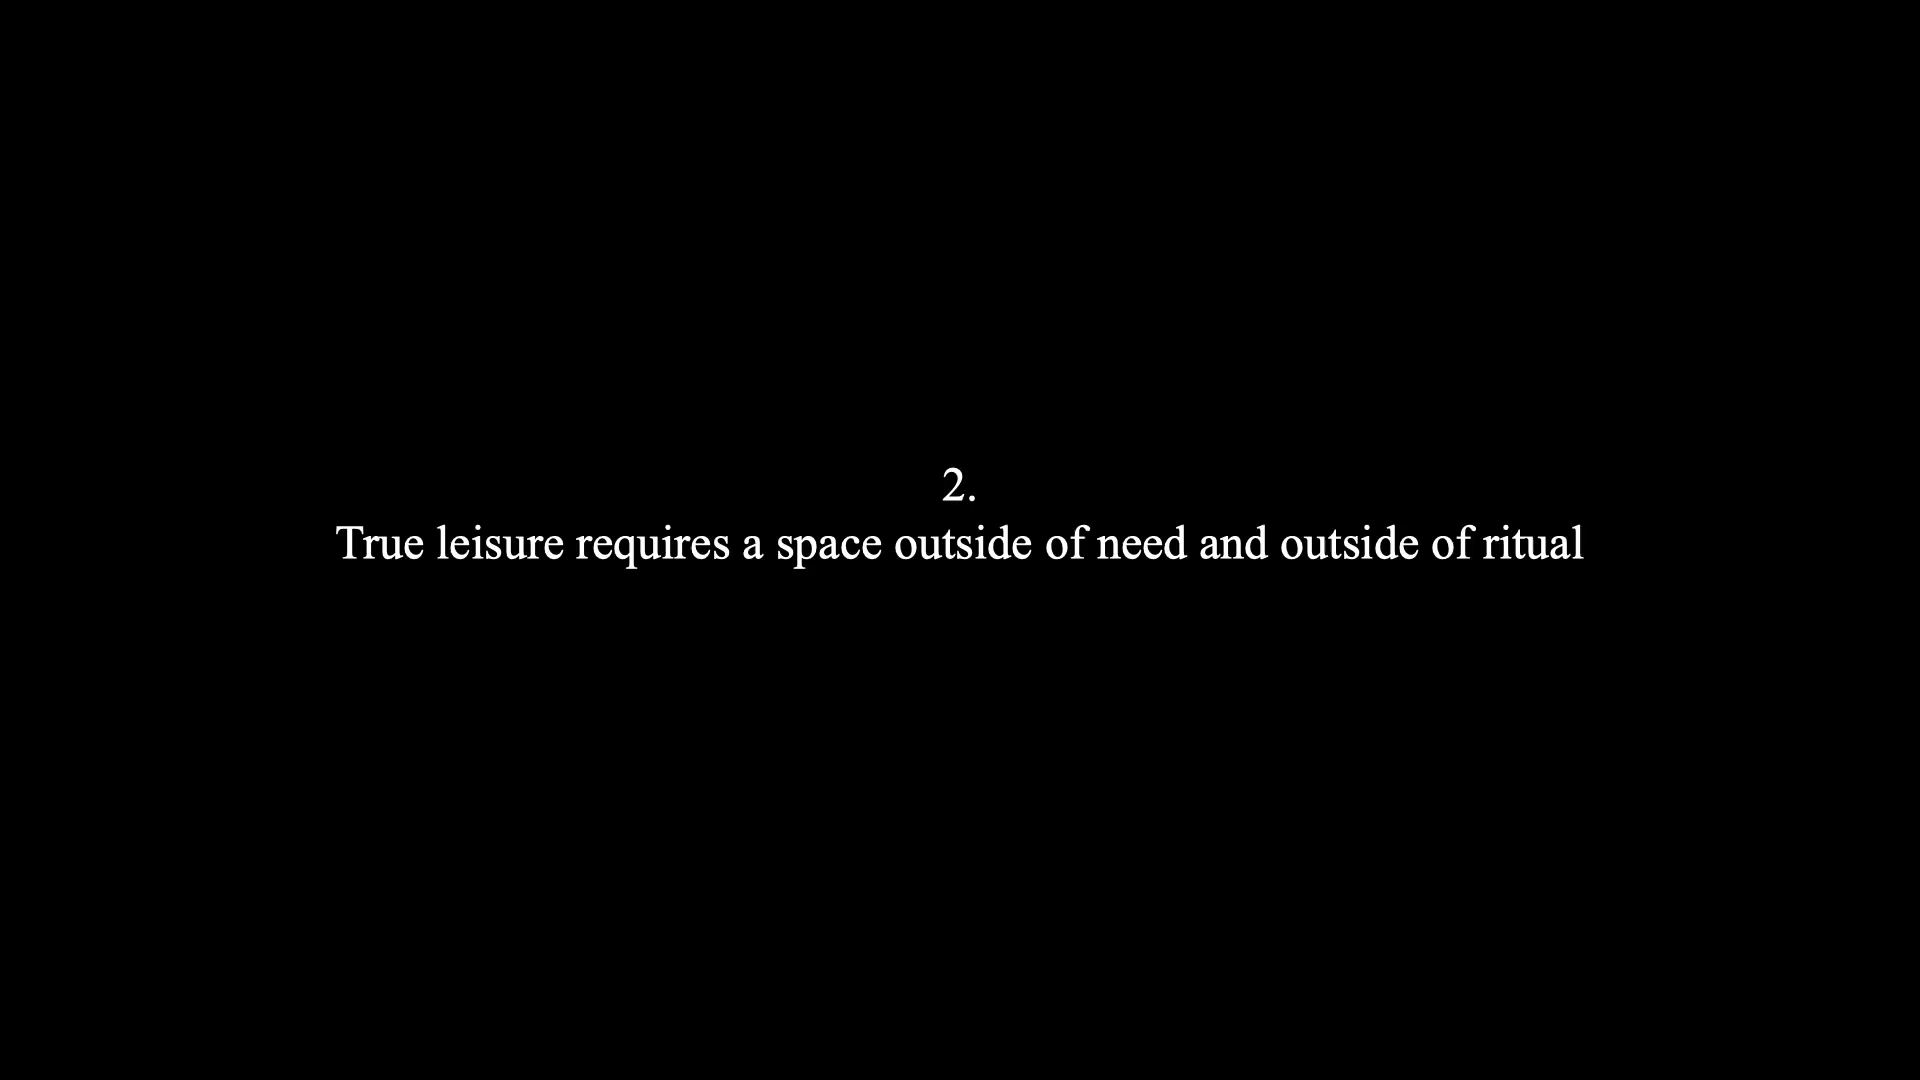 2.
True leisure requires a space outside of need and outside of ritual